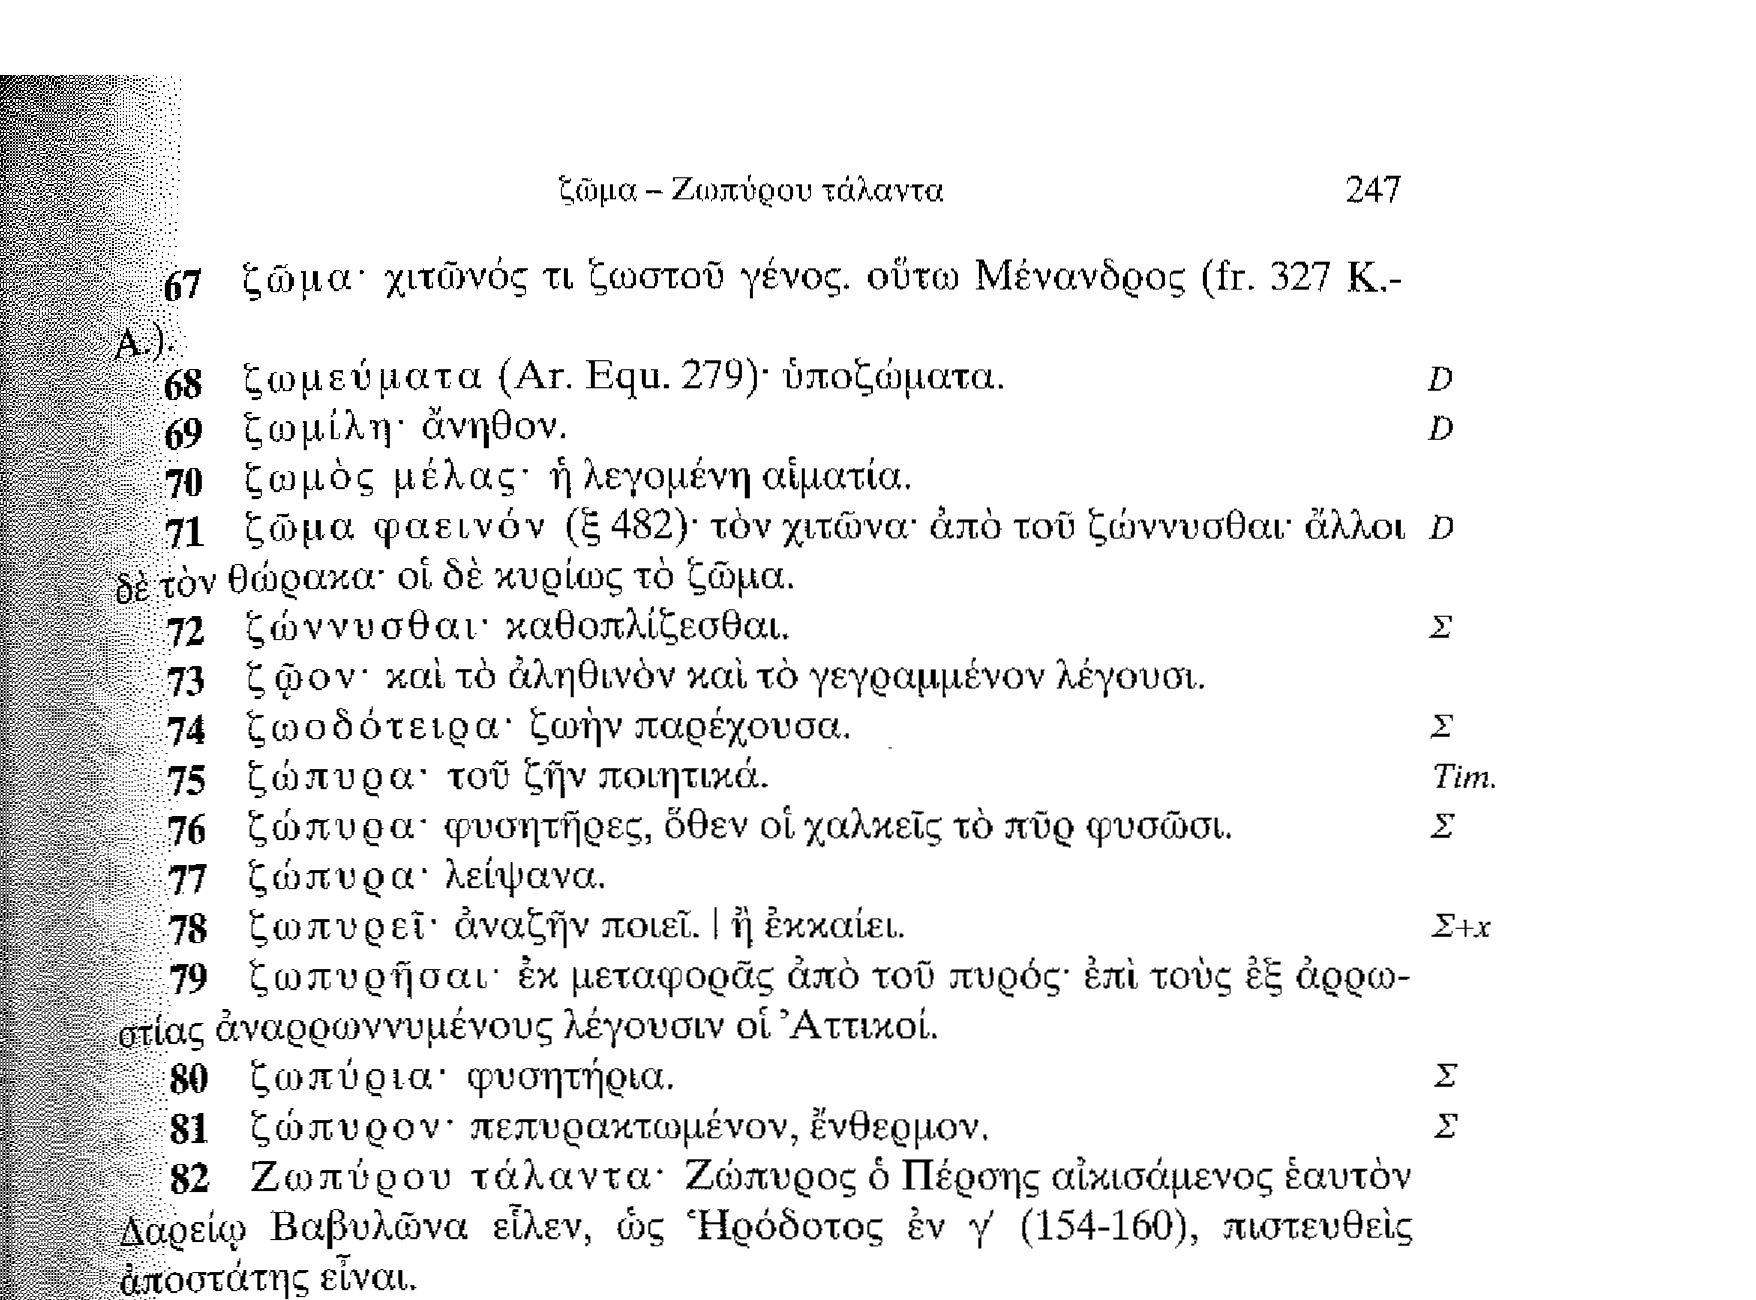 ζῶμα – Ζωπύρου τάλαντα 247
67 ζῶμα· χιτῶνός τι ζωστοῦ γένος. οὕτω Μένανδρος (fr. 327 K.-
A.).
68 ζωμεύματα (Ar. Equ. 279)· ὑποζώματα. D
69 ζωμίλη· ἄνηθον. D
70 ζωμὸς μέλας· ἡ λεγομένη αἱματία.
71 ζῶμα φαεινόν (ξ 482)· τὸν χιτῶνα· ἀπὸ τοῦ ζώννυσθαι· ἄλλοι D
δὲ τὸν θώρακα· οἱ δὲ κυρίως τὸ ζῶμα.
72 ζώννυσθαι· καθοπλίζεσθαι. Σ
73 ζῷον· καὶ τὸ ἀληθινὸν καὶ τὸ γεγραμμένον λέγουσι.
74 ζωοδότειρα· ζωὴν παρέχουσα. Σ
75 ζώπυρα· τοῦ ζῆν ποιητικά. Tim.
76 ζώπυρα· φυσητῆρες, ὅθεν οἱ χαλκεῖς τὸ πῦρ φυσῶσι. Σ
77 ζώπυρα· λείψανα.
78 ζωπυρεῖ· ἀναζῆν ποιεῖ. | ἢ ἐκκαίει. Σ+x
79 ζωπυρῆσαι· ἐκ μεταφορᾶς ἀπὸ τοῦ πυρός· ἐπὶ τοὺς ἐξ ἀρρω-
στίας ἀναρρωννυμένους λέγουσιν οἱ Ἀττικοί.
80 ζωπύρια· φυσητήρια. Σ
81 ζώπυρον· πεπυρακτωμένον, ἔνθερμον. Σ
82 Ζωπύρου τάλαντα· Ζώπυρος ὁ Πέρσης αἰκισάμενος ἑαυτὸν
Δαρείῳ Βαβυλῶνα εἷλεν, ὡς Ἡρόδοτος ἐν γʹ (154-160), πιστευθεὶς
ἀποστάτης εἶναι.